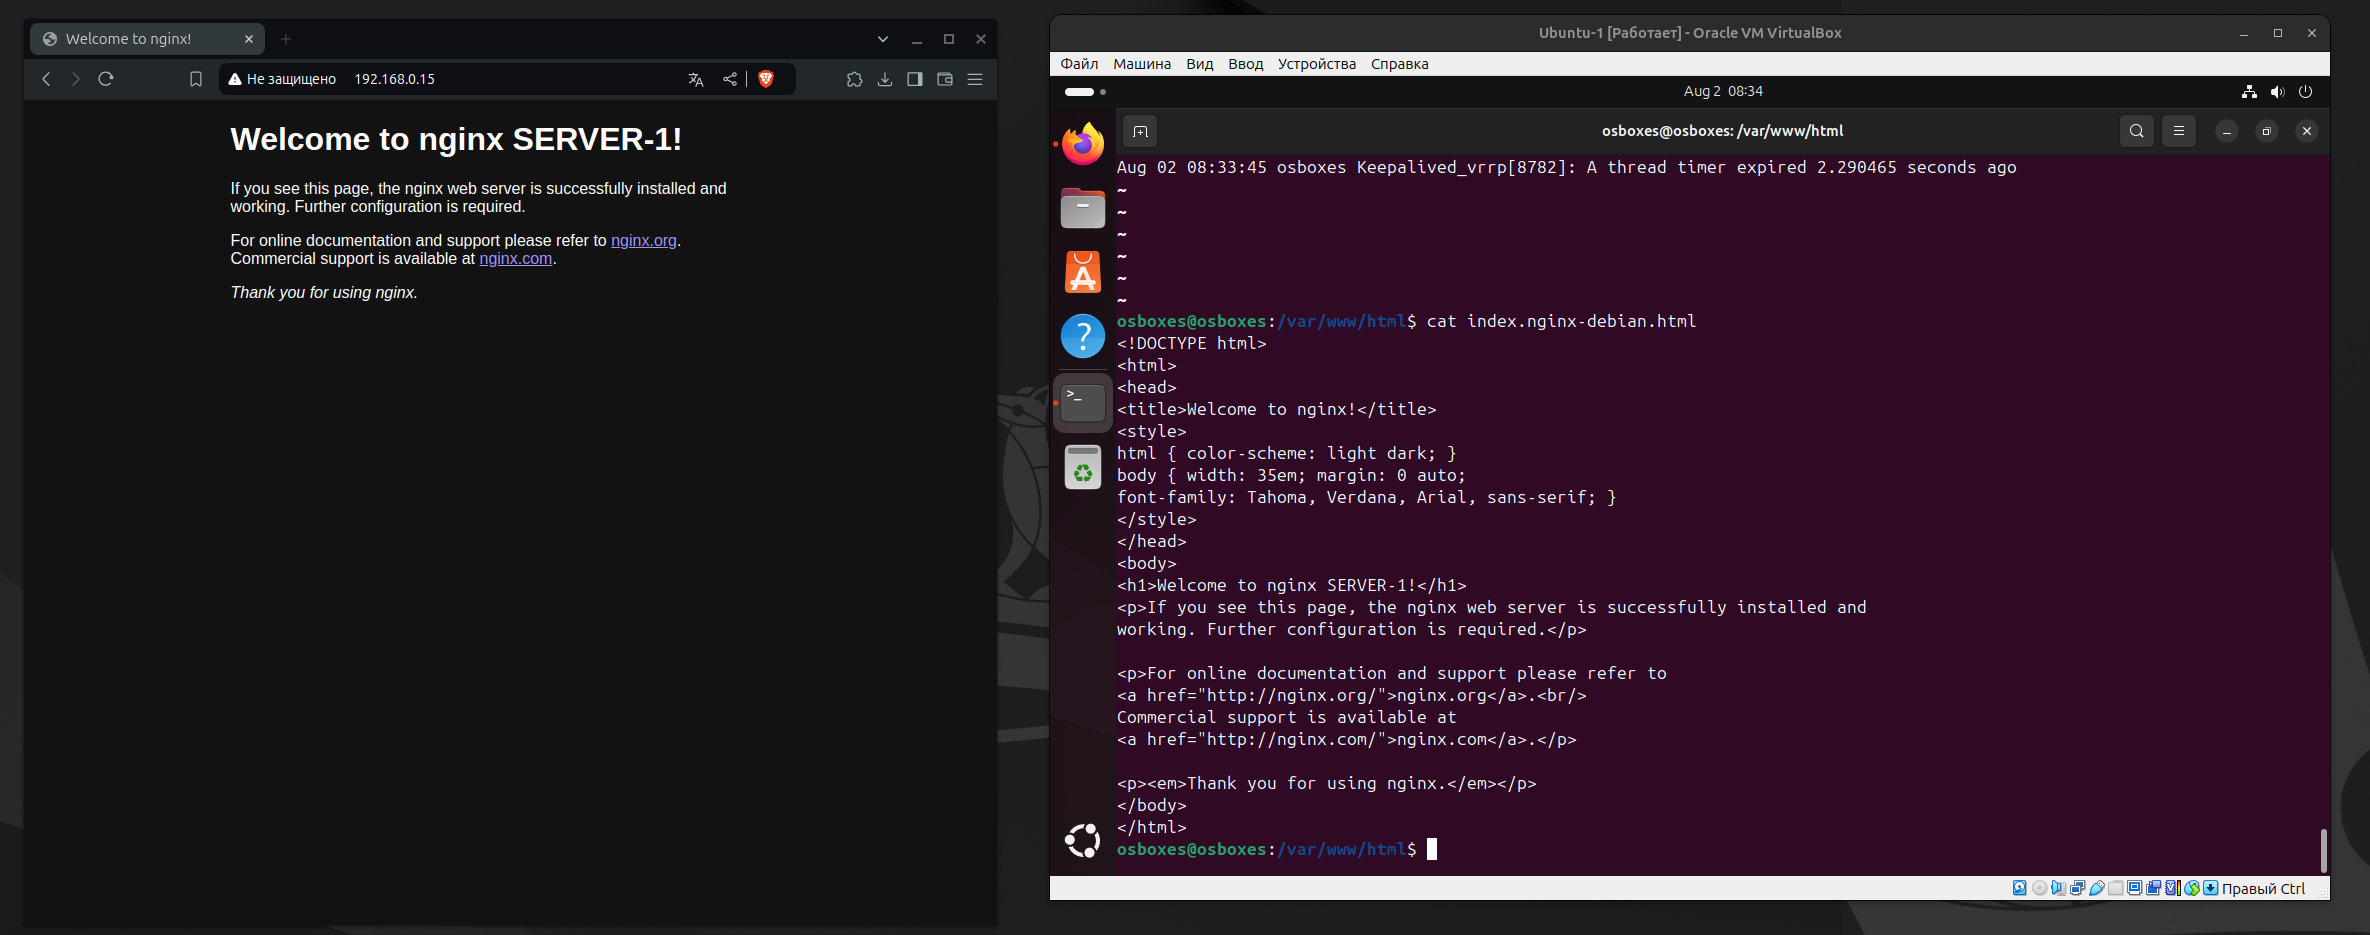 Welcome to nginx!
Не защищено 192.168.0.15
Welcome to nginx SERVER-1!
If you see this page, the nginx web server is successfully installed and
working. Further configuration is required.
For online documentation and support please refer to nginx.org.
Commercial support is available at nginx.com.
Thank you for using nginx.
Ubuntu-1 [Работает] - Oracle VM VirtualBox
Файл Машина Вид Ввод Устройства Справка
Aug 2 08:34
osboxes@osboxes: /var/www/html
Aug 02 08:33:45 osboxes Keepalived_vrrp[8782]: A thread timer expired 2.290465 seconds ago
~
~
~
~
~
~
osboxes@osboxes:/var/www/html$ cat index.nginx-debian.html
<!DOCTYPE html>
<html>
<head>
<title>Welcome to nginx!</title>
<style>
html { color-scheme: light dark; }
body { width: 35em; margin: 0 auto;
font-family: Tahoma, Verdana, Arial, sans-serif; }
</style>
</head>
<body>
<h1>Welcome to nginx SERVER-1!</h1>
<p>If you see this page, the nginx web server is successfully installed and
working. Further configuration is required.</p>
<p>For online documentation and support please refer to
<a href="http://nginx.org/">nginx.org</a>.<br/>
Commercial support is available at
<a href="http://nginx.com/">nginx.com</a>.</p>
<p><em>Thank you for using nginx.</em></p>
</body>
</html>
osboxes@osboxes:/var/www/html$
Правый Ctrl